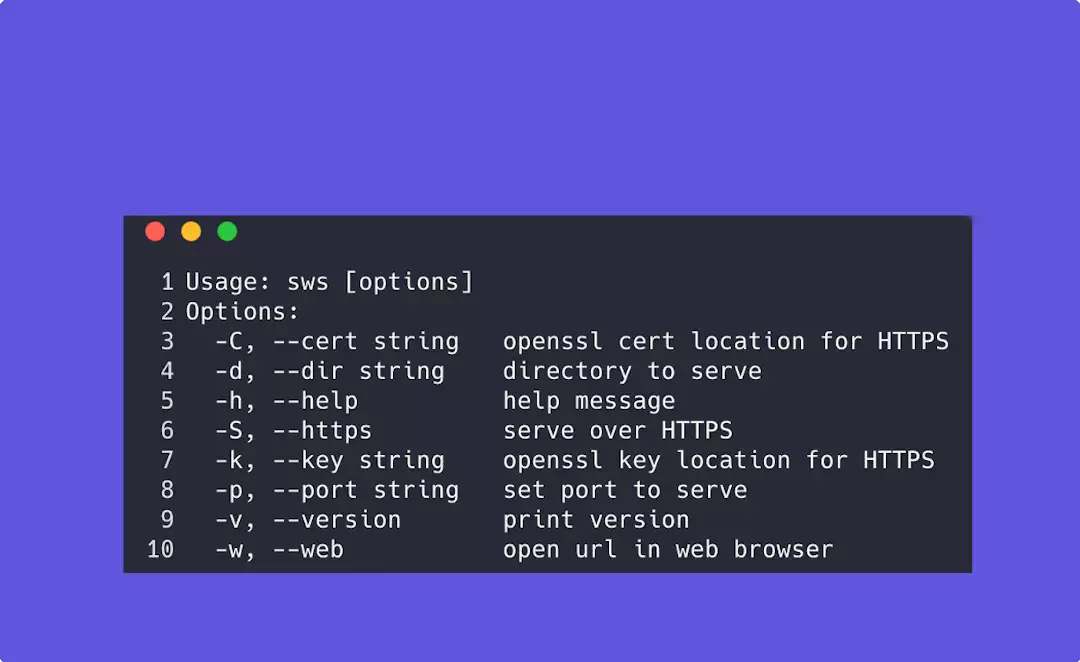 1 Usage: sws [options]
2 Options:
3 -C, --cert string openssl cert location for HTTPS
4 -d, --dir string directory to serve
5 -h, --help help message
6 -S, --https serve over HTTPS
7 -k, --key string openssl key location for HTTPS
8 -p, --port string set port to serve
9 -v, --version print version
10 -w, --web open url in web browser